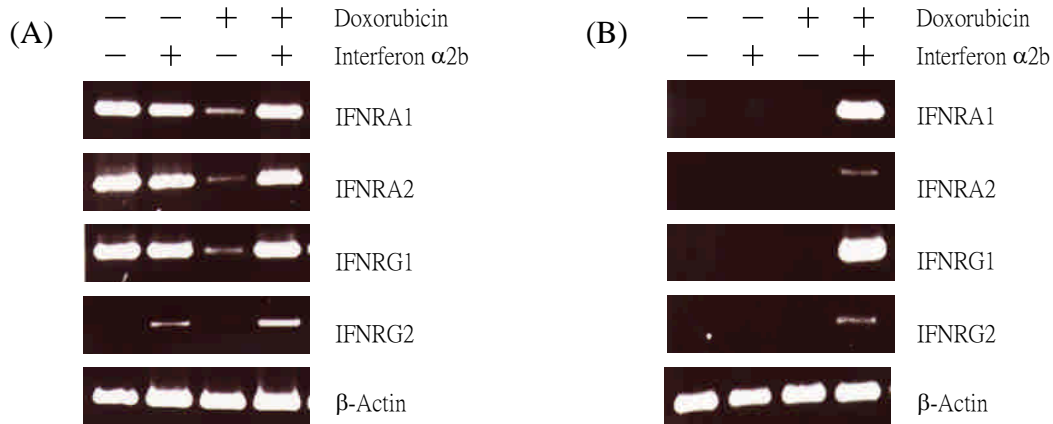 (A)
− − + + Doxorubicin
− + − + Interferon α2b
IFNRA1
IFNRA2
IFNRG1
IFNRG2
β-Actin
(B)
− − + + Doxorubicin
− + − + Interferon α2b
IFNRA1
IFNRA2
IFNRG1
IFNRG2
β-Actin